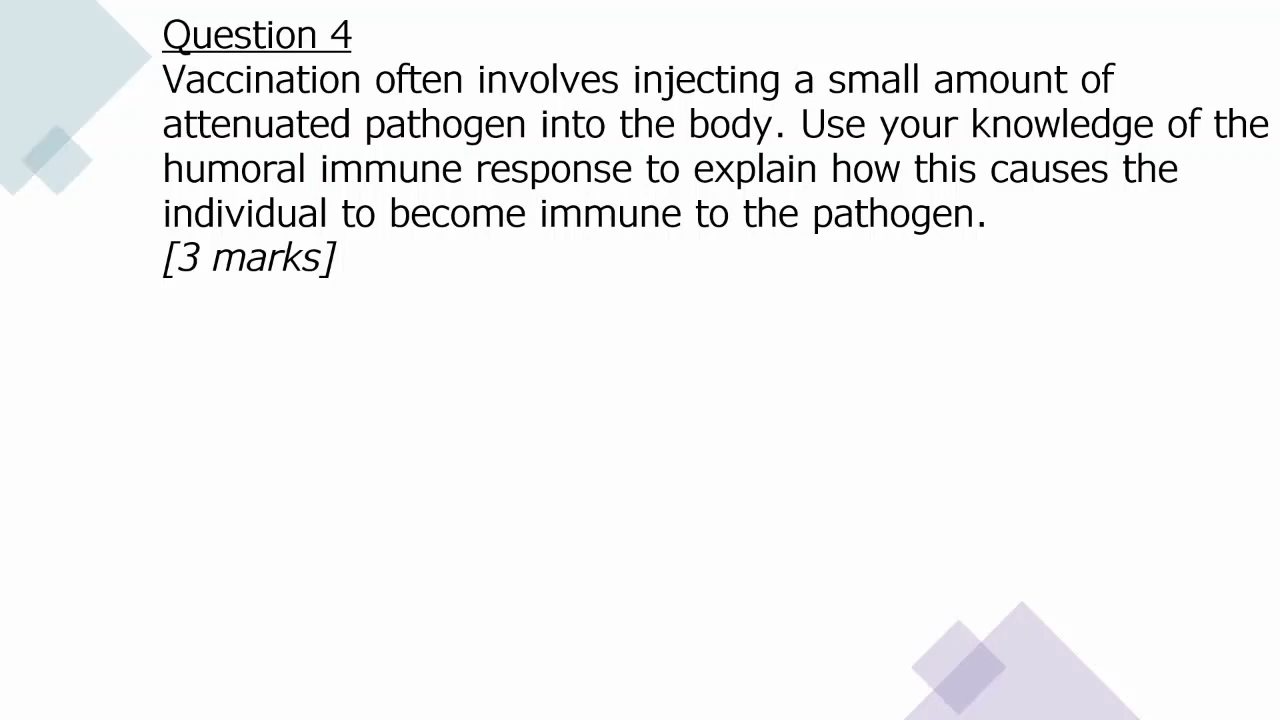 Question 4
Vaccination often involves injecting a small amount of
attenuated pathogen into the body. Use your knowledge of the
humoral immune response to explain how this causes the
individual to become immune to the pathogen.
[3 marks]